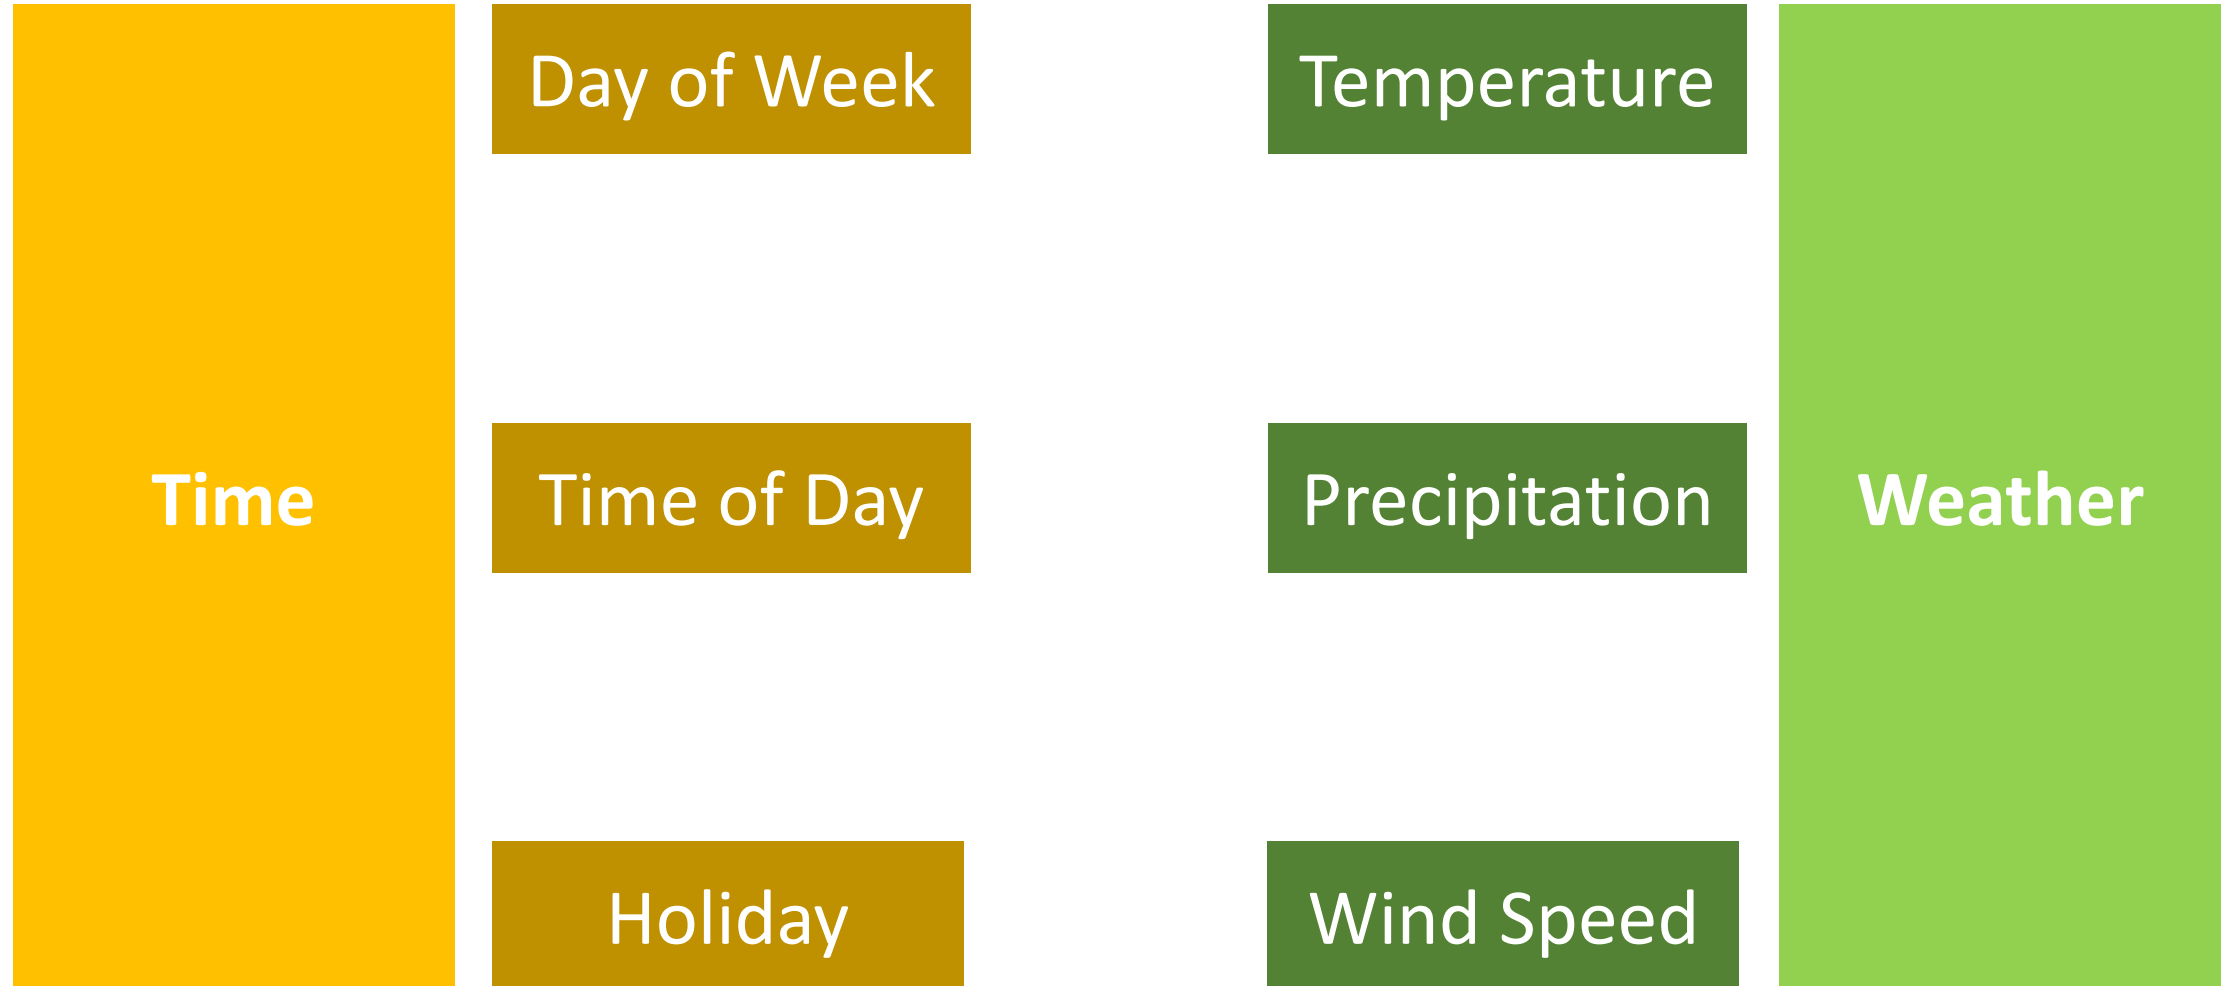 Day of Week
Temperature
Time
Time of Day
Precipitation
Weather
Holiday
Wind Speed